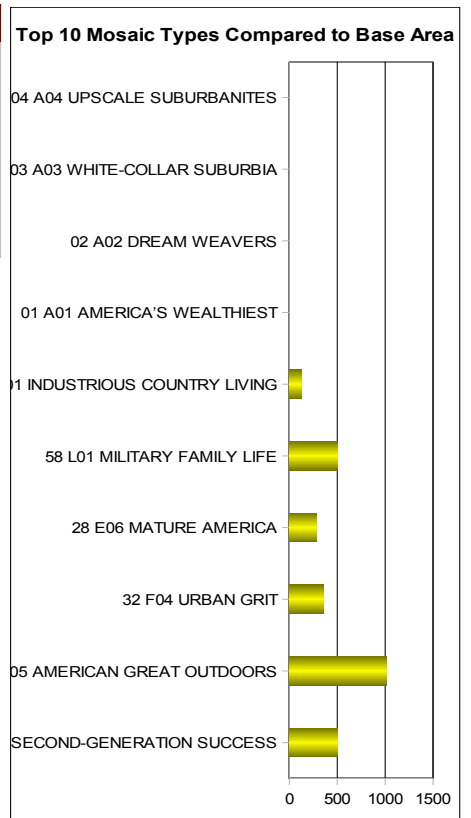 Top 10 Mosaic Types Compared to Base Area
04 A04 UPSCALE SUBURBANITES
03 A03 WHITE-COLLAR SUBURBIA
02 A02 DREAM WEAVERS
01 A01 AMERICA'S WEALTHIEST
01 INDUSTRIOUS COUNTRY LIVING
58 L01 MILITARY FAMILY LIFE
28 E06 MATURE AMERICA
32 F04 URBAN GRIT
05 AMERICAN GREAT OUTDOORS
SECOND-GENERATION SUCCESS
0 500 1000 1500